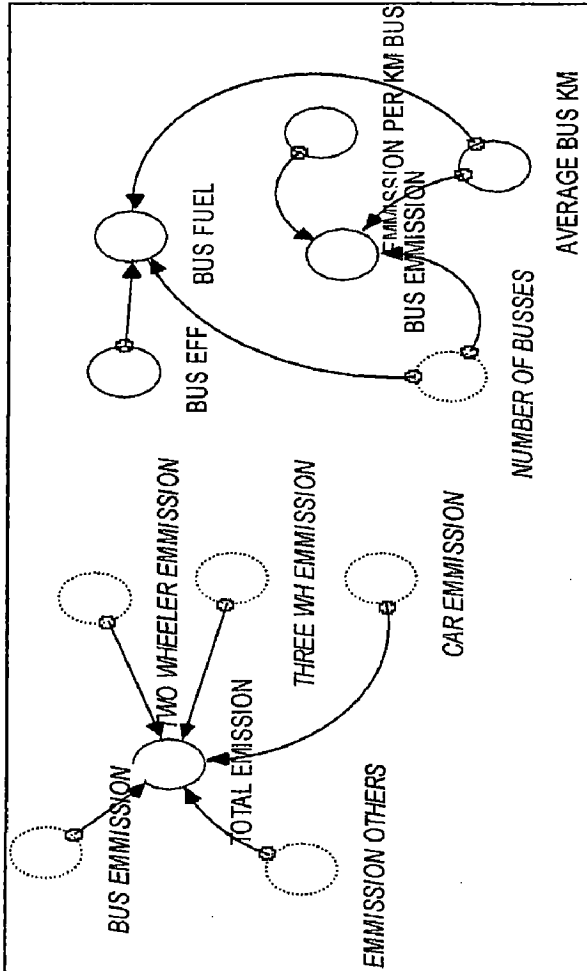 BUS EMMISSION
TWO WHEELER EMMISSION
TOTAL EMISSION
THREE WH EMMISSION
EMMISSION OTHERS
CAR EMMISSION
BUS EFF
BUS FUEL
EMMISSION PER KM BUS
BUS EMMISSION
NUMBER OF BUSSES
AVERAGE BUS KM